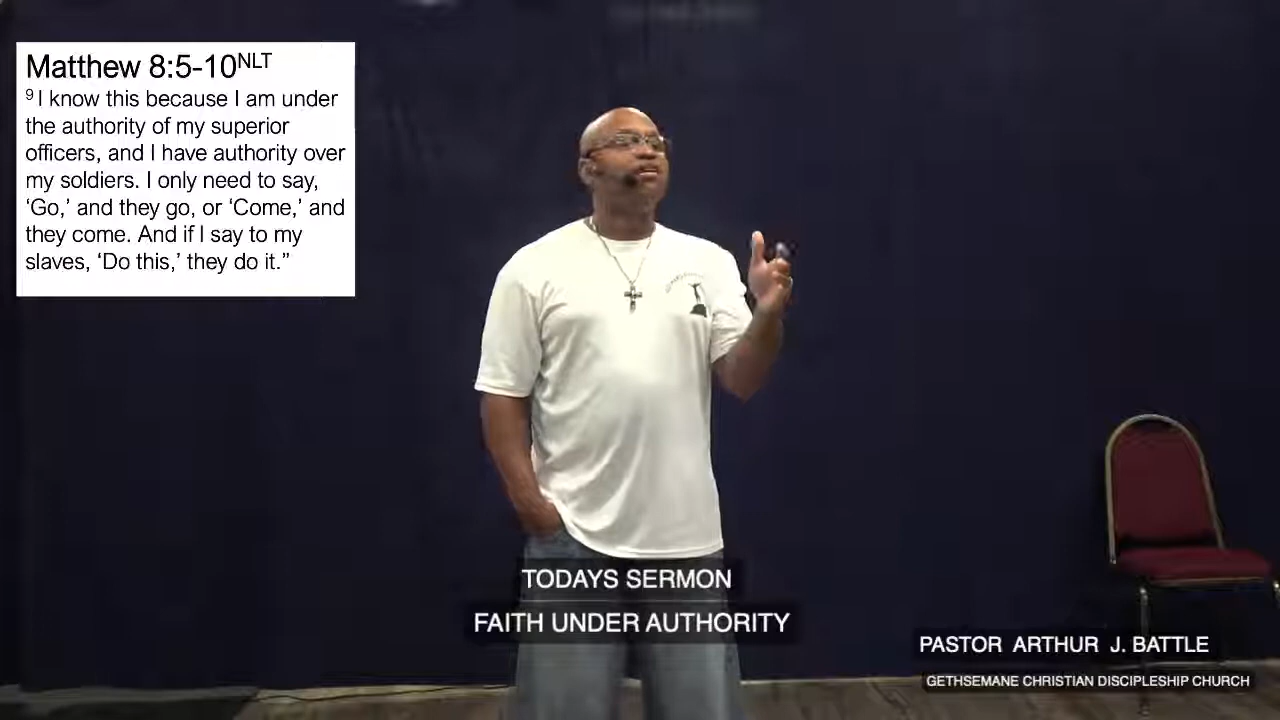 Matthew 8:5-10NLT
9 I know this because I am under
the authority of my superior
officers, and I have authority over
my soldiers. I only need to say,
‘Go,’ and they go, or ‘Come,’ and
they come. And if I say to my
slaves, ‘Do this,’ they do it.”
TODAYS SERMON
FAITH UNDER AUTHORITY
PASTOR ARTHUR J. BATTLE
GETHSEMANE CHRISTIAN DISCIPLESHIP CHURCH